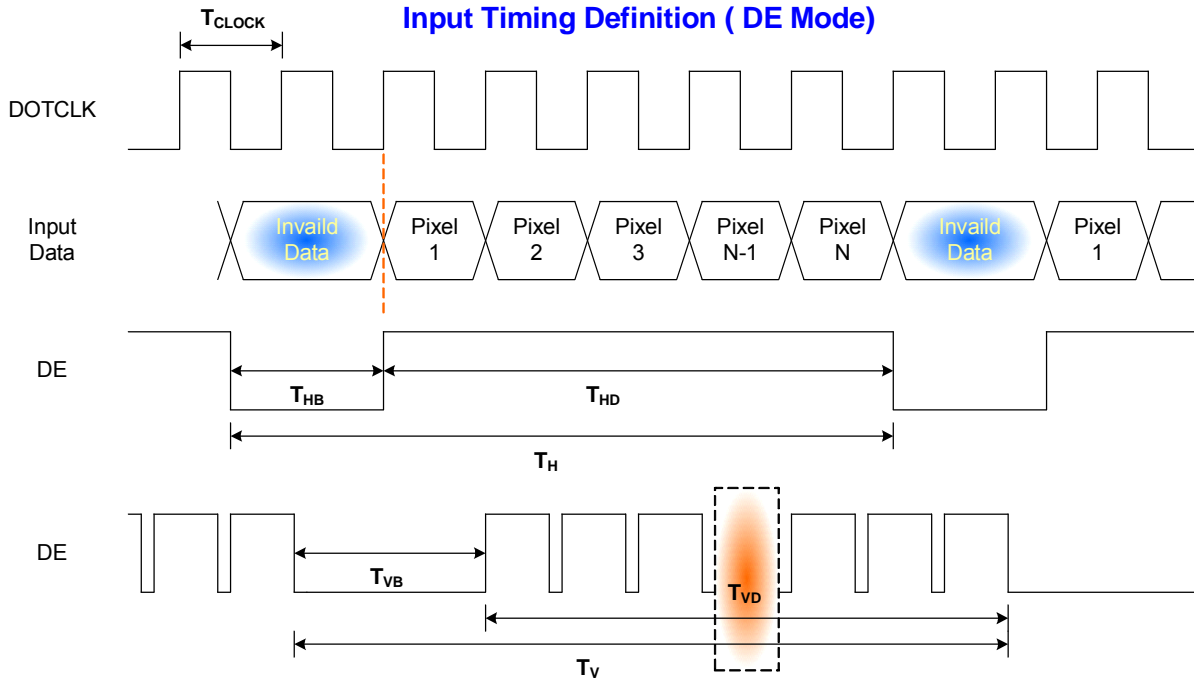 Input Timing Definition ( DE Mode)
TCLOCK
DOTCLK
Input
Data
Invaild
Data
Pixel
1
Pixel
2
Pixel
3
Pixel
N-1
Pixel
N
Invaild
Data
Pixel
1
DE
THB
THD
TH
DE
TVB
TVD
TV